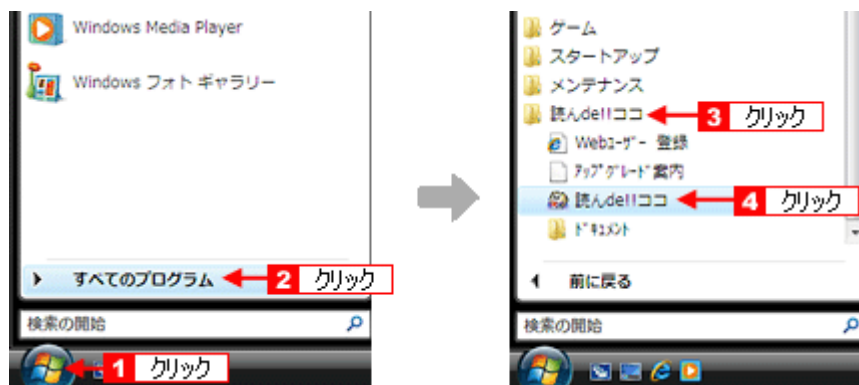 Windows Media Player
Windows フォト ギャラリー
すべてのプログラム
2 クリック
検索の開始
1 クリック
ゲーム
スタートアップ
メンテナンス
読んde!!ココ
3 クリック
Webﾕｰｻﾞｰ 登録
ｱｯﾌﾟｸﾞﾚｰﾄﾞ案内
読んde!!ココ
4 クリック
ﾄﾞｷｭﾒﾝﾄ
前に戻る
検索の開始